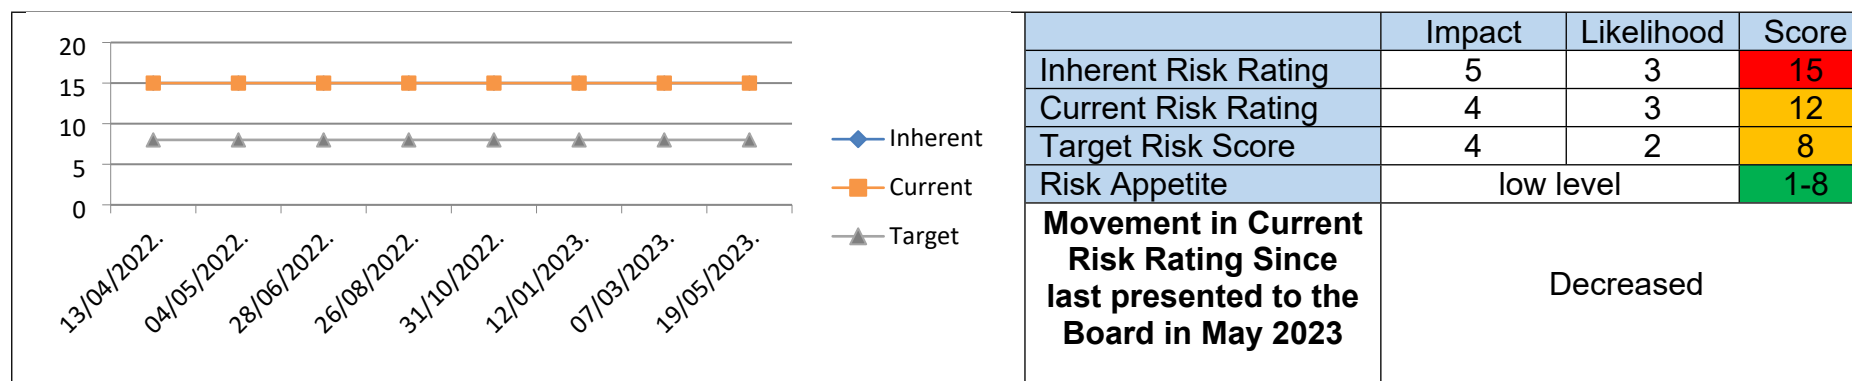 20
15
10
5
0
13/04/2022.
04/05/2022.
28/06/2022.
26/08/2022.
31/10/2022.
12/01/2023.
07/03/2023.
19/05/2023.
Inherent
Current
Target
Impact Likelihood Score
Inherent Risk Rating 5 3 15
Current Risk Rating 4 3 12
Target Risk Score 4 2 8
Risk Appetite low level 1-8
Movement in Current
Risk Rating Since
last presented to the
Board in May 2023
Decreased